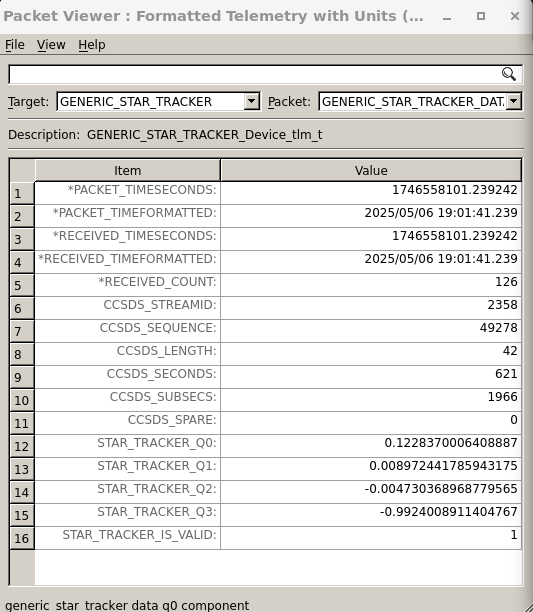 Packet Viewer : Formatted Telemetry with Units (...
File View Help
Target: GENERIC_STAR_TRACKER Packet: GENERIC_STAR_TRACKER_DAT.
Description: GENERIC_STAR_TRACKER_Device_tlm_t
Item Value
1 *PACKET_TIMESECONDS: 1746558101.239242
2 *PACKET_TIMEFORMATTED: 2025/05/06 19:01:41.239
3 *RECEIVED_TIMESECONDS: 1746558101.239242
4 *RECEIVED_TIMEFORMATTED: 2025/05/06 19:01:41.239
5 *RECEIVED_COUNT: 126
6 CCSDS_STREAMID: 2358
7 CCSDS_SEQUENCE: 49278
8 CCSDS_LENGTH: 42
9 CCSDS_SECONDS: 621
10 CCSDS_SUBSECS: 1966
11 CCSDS_SPARE: 0
12 STAR_TRACKER_Q0: 0.1228370006408887
13 STAR_TRACKER_Q1: 0.008972441785943175
14 STAR_TRACKER_Q2: -0.004730368968779565
15 STAR_TRACKER_Q3: -0.9924008911404767
16 STAR_TRACKER_IS_VALID: 1
generic star tracker data q0 component